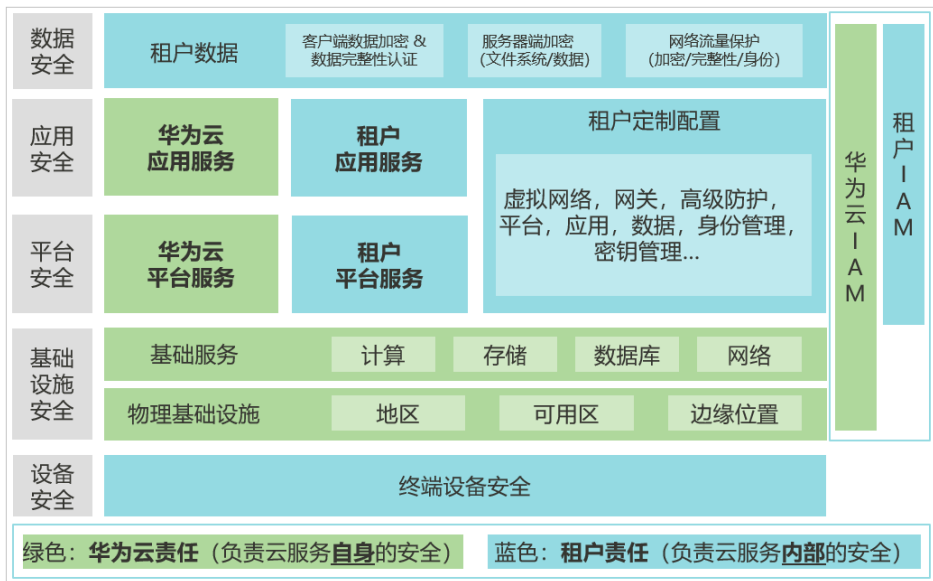 数据
安全
租户数据
客户端数据加密 &
数据完整性认证
服务器端加密
(文件系统/数据)
网络流量保护
(加密/完整性/身份)
应用
安全
华为云
应用服务
租户
应用服务
租户定制配置
虚拟网络，网关，高级防护，
平台，应用，数据，身份管理，
密钥管理...
平台
安全
华为云
平台服务
租户
平台服务
基础
设施
安全
基础服务
计算
存储
数据库
网络
物理基础设施
地区
可用区
边缘位置
设备
安全
终端设备安全
华为云IAM
租户IAM
绿色：华为云责任（负责云服务自身的安全）
蓝色：租户责任（负责云服务内部的安全）